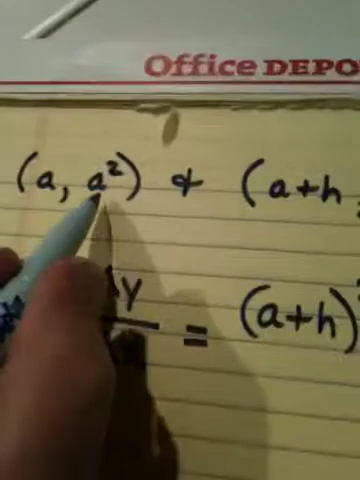 Office DEPO
(a, a²) & (a+h,
Δy = (a+h)